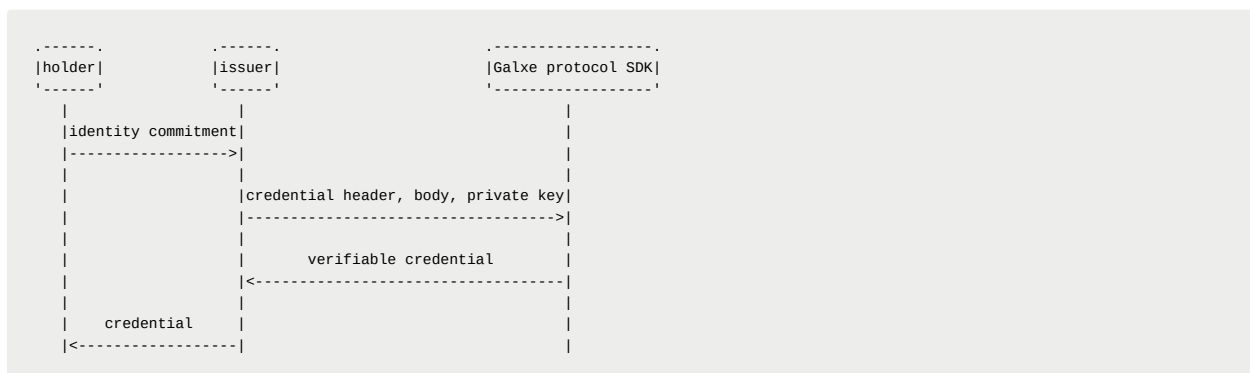 .------.            .------.                       .------------------.
|holder|            |issuer|                       |Galxe protocol SDK|
'------'            '------'                       '------------------'
   |                   |                                    |
   |identity commitment|                                    |
   |------------------>|                                    |
   |                   |                                    |
   |                   |credential header, body, private key|
   |                   |----------------------------------->|
   |                   |                                    |
   |                   |       verifiable credential        |
   |                   |<-----------------------------------|
   |                   |                                    |
   |    credential     |                                    |
   |<------------------|                                    |